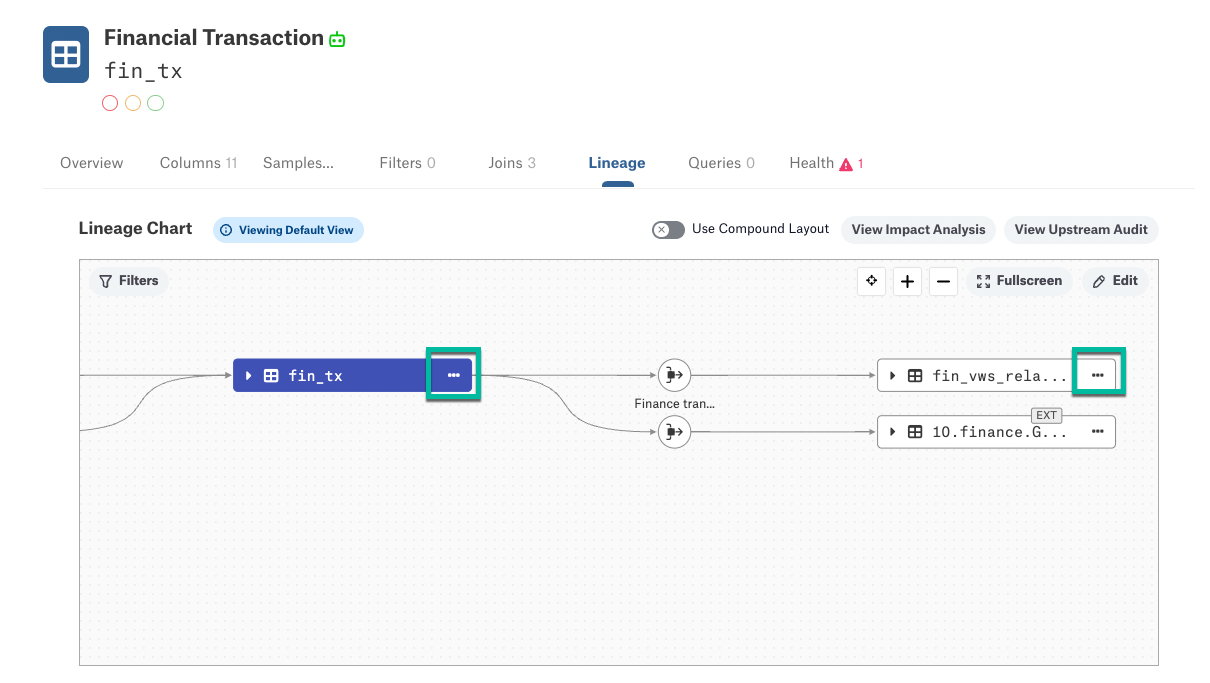 Financial Transaction
fin_tx
Overview Columns 11 Samples... Filters 0 Joins 3 Lineage Queries 0 Health 1
Lineage Chart Viewing Default View Use Compound Layout View Impact Analysis View Upstream Audit
Filters Fullscreen Edit
fin_tx fin_vws_rela...
Finance tran...
EXT
10.finance.G...